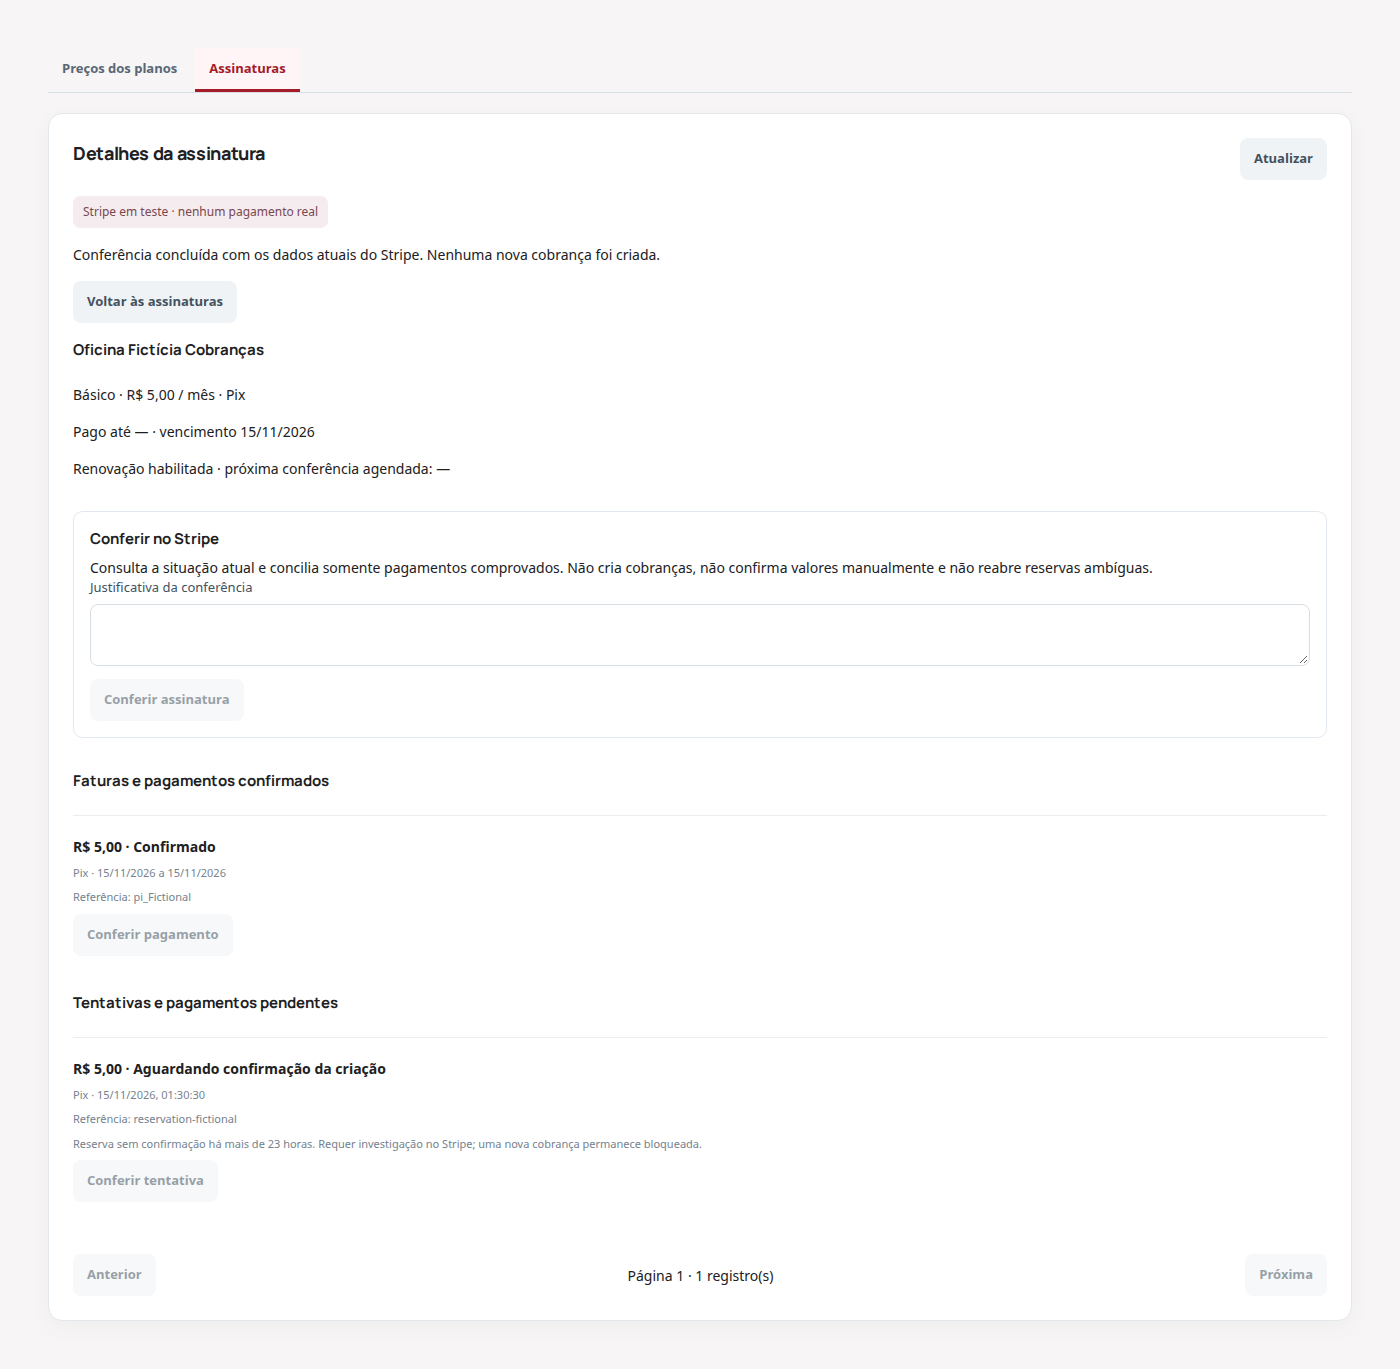 Preços dos planos
Assinaturas
Detalhes da assinatura
Atualizar
Stripe em teste · nenhum pagamento real
Conferência concluída com os dados atuais do Stripe. Nenhuma nova cobrança foi criada.
Voltar às assinaturas
Oficina Fictícia Cobranças
Básico · R$ 5,00 / mês · Pix
Pago até — · vencimento 15/11/2026
Renovação habilitada · próxima conferência agendada: —
Conferir no Stripe
Consulta a situação atual e concilia somente pagamentos comprovados. Não cria cobranças, não confirma valores manualmente e não reabre reservas ambíguas.
Justificativa da conferência
Conferir assinatura
Faturas e pagamentos confirmados
R$ 5,00 · Confirmado
Pix · 15/11/2026 a 15/11/2026
Referência: pi_Fictional
Conferir pagamento
Tentativas e pagamentos pendentes
R$ 5,00 · Aguardando confirmação da criação
Pix · 15/11/2026, 01:30:30
Referência: reservation-fictional
Reserva sem confirmação há mais de 23 horas. Requer investigação no Stripe; uma nova cobrança permanece bloqueada.
Conferir tentativa
Anterior
Página 1 · 1 registro(s)
Próxima